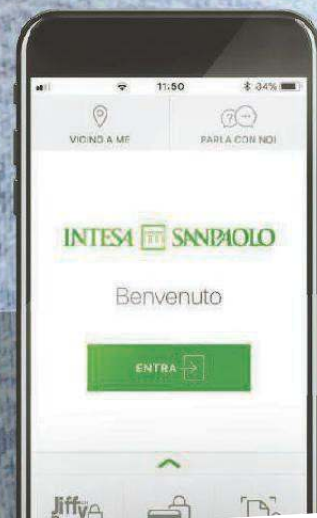 11:50
34%
VICINO A ME
PARLA CON NOI
INTESA SANPAOLO
Benvenuto
ENTRA
Jiffy